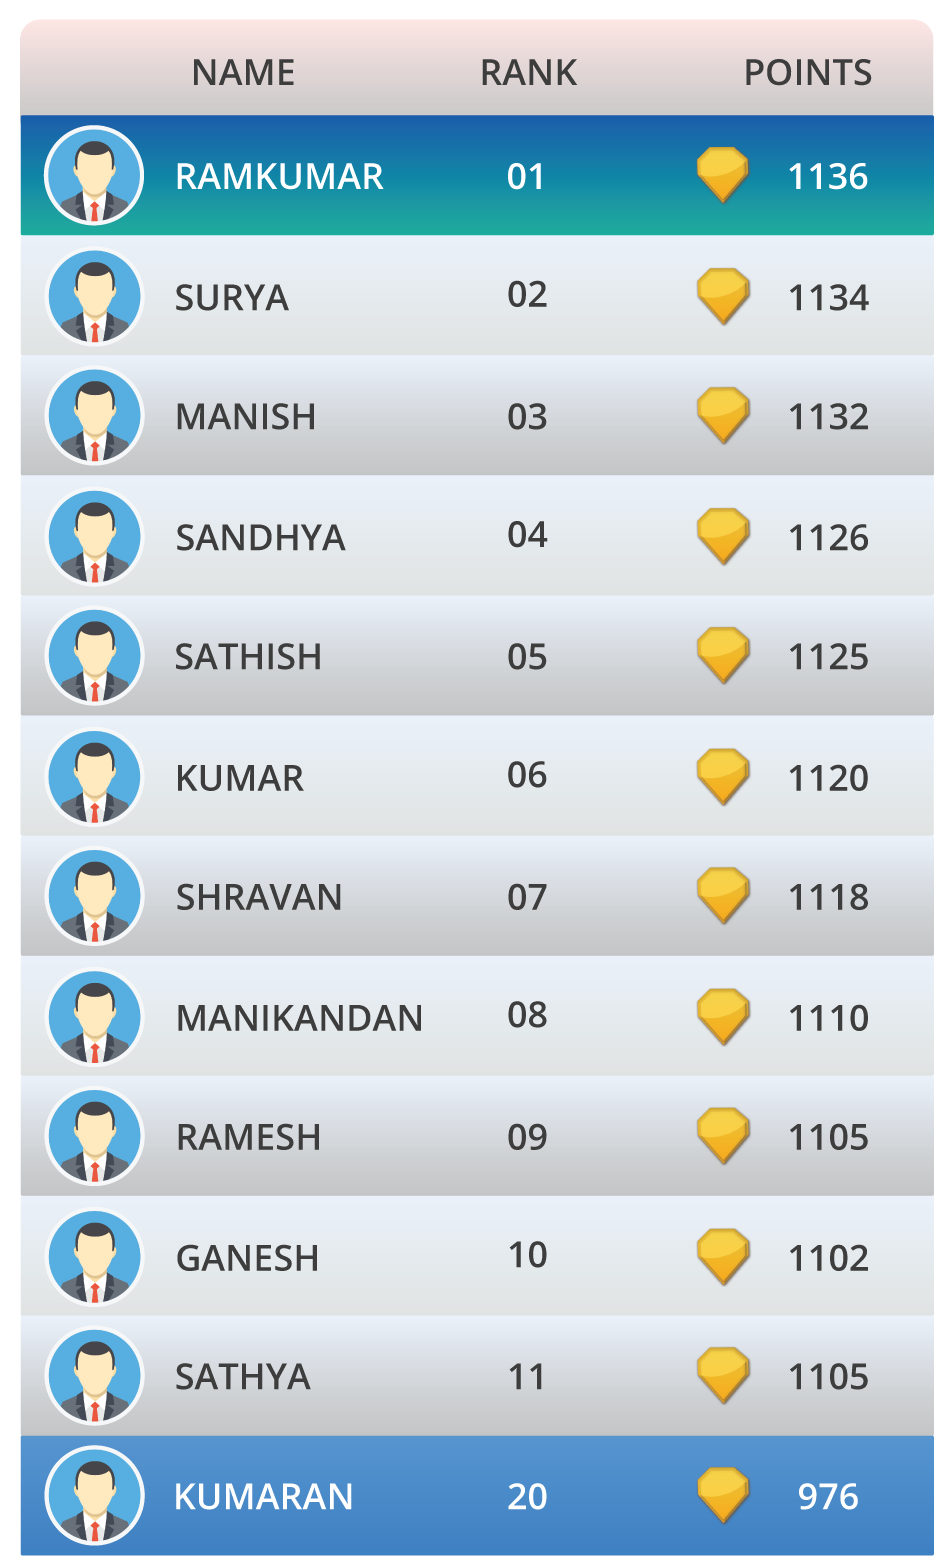 NAME RANK POINTS
RAMKUMAR 01 1136
SURYA 02 1134
MANISH 03 1132
SANDHYA 04 1126
SATHISH 05 1125
KUMAR 06 1120
SHRAVAN 07 1118
MANIKANDAN 08 1110
RAMESH 09 1105
GANESH 10 1102
SATHYA 11 1105
KUMARAN 20 976